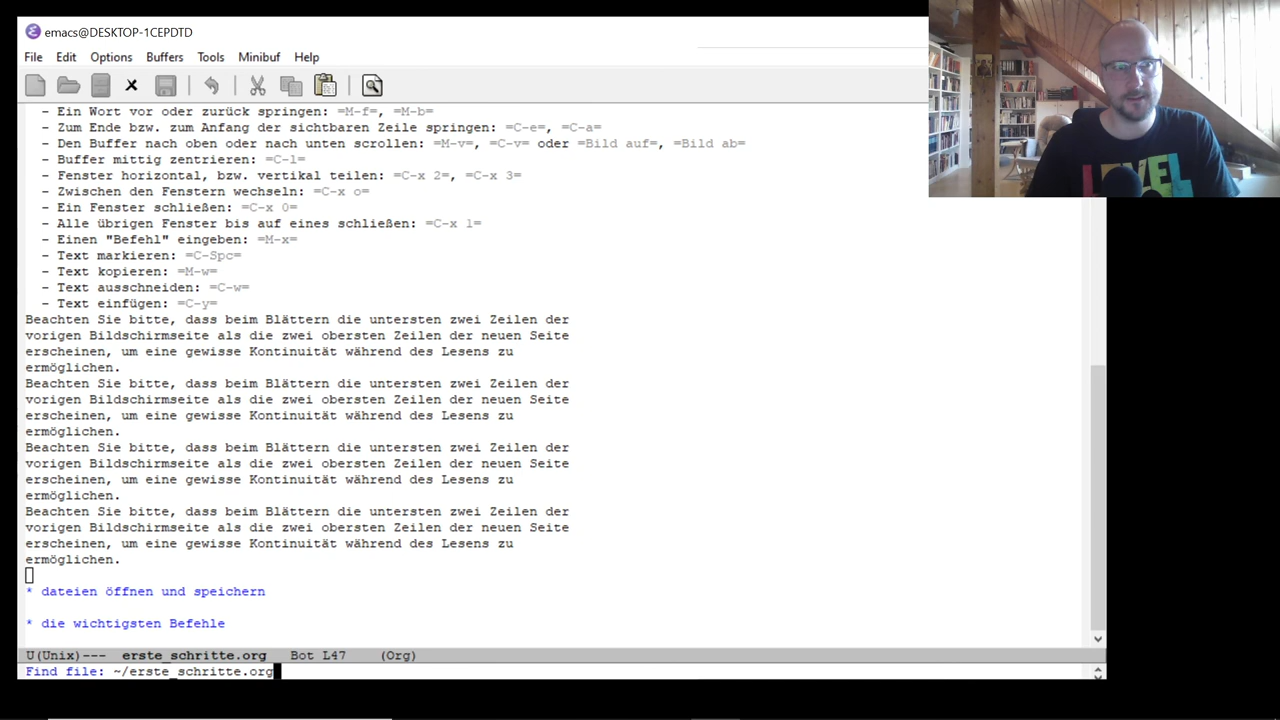 emacs@DESKTOP-1CEPDTD
File Edit Options Buffers Tools Minibuf Help
- Ein Wort vor oder zurück springen: =M-f=, =M-b=
- Zum Ende bzw. zum Anfang der sichtbaren Zeile springen: =C-e=, =C-a=
- Den Buffer nach oben oder nach unten scrollen: =M-v=, =C-v= oder =Bild auf=, =Bild ab=
- Buffer mittig zentrieren: =C-l=
- Fenster horizontal, bzw. vertikal teilen: =C-x 2=, =C-x 3=
- Zwischen den Fenstern wechseln: =C-x o=
- Ein Fenster schließen: =C-x 0=
- Alle übrigen Fenster bis auf eines schließen: =C-x 1=
- Einen "Befehl" eingeben: =M-x=
- Text markieren: =C-Spc=
- Text kopieren: =M-w=
- Text ausschneiden: =C-w=
- Text einfügen: =C-y=
Beachten Sie bitte, dass beim Blättern die untersten zwei Zeilen der
vorigen Bildschirmseite als die zwei obersten Zeilen der neuen Seite
erscheinen, um eine gewisse Kontinuität während des Lesens zu
ermöglichen.
Beachten Sie bitte, dass beim Blättern die untersten zwei Zeilen der
vorigen Bildschirmseite als die zwei obersten Zeilen der neuen Seite
erscheinen, um eine gewisse Kontinuität während des Lesens zu
ermöglichen.
Beachten Sie bitte, dass beim Blättern die untersten zwei Zeilen der
vorigen Bildschirmseite als die zwei obersten Zeilen der neuen Seite
erscheinen, um eine gewisse Kontinuität während des Lesens zu
ermöglichen.
Beachten Sie bitte, dass beim Blättern die untersten zwei Zeilen der
vorigen Bildschirmseite als die zwei obersten Zeilen der neuen Seite
erscheinen, um eine gewisse Kontinuität während des Lesens zu
ermöglichen.
* dateien öffnen und speichern
* die wichtigsten Befehle
U(Unix)--- erste_schritte.org Bot L47 (Org)
Find file: ~/erste_schritte.org